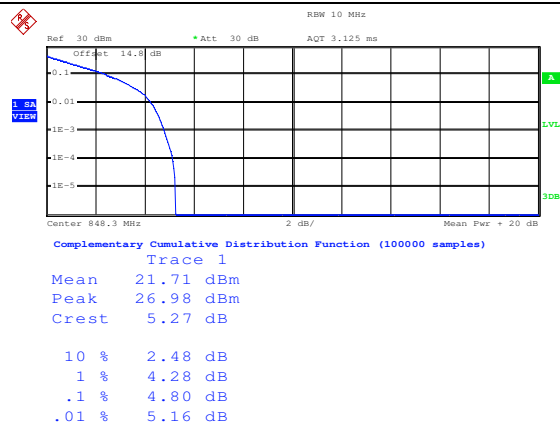 RBW 10 MHz
Ref 30 dBm *Att 30 dB AQT 3.125 ms
Offset 14.8 dB
0.1
A
0.01
1 SA
VIEW
1E-3
LVL
1E-4
1E-5
3DB
Center 848.3 MHz 2 dB/ Mean Pwr + 20 dB
Complementary Cumulative Distribution Function (100000 samples)
Trace 1
Mean 21.71 dBm
Peak 26.98 dBm
Crest 5.27 dB
10 % 2.48 dB
1 % 4.28 dB
.1 % 4.80 dB
.01 % 5.16 dB